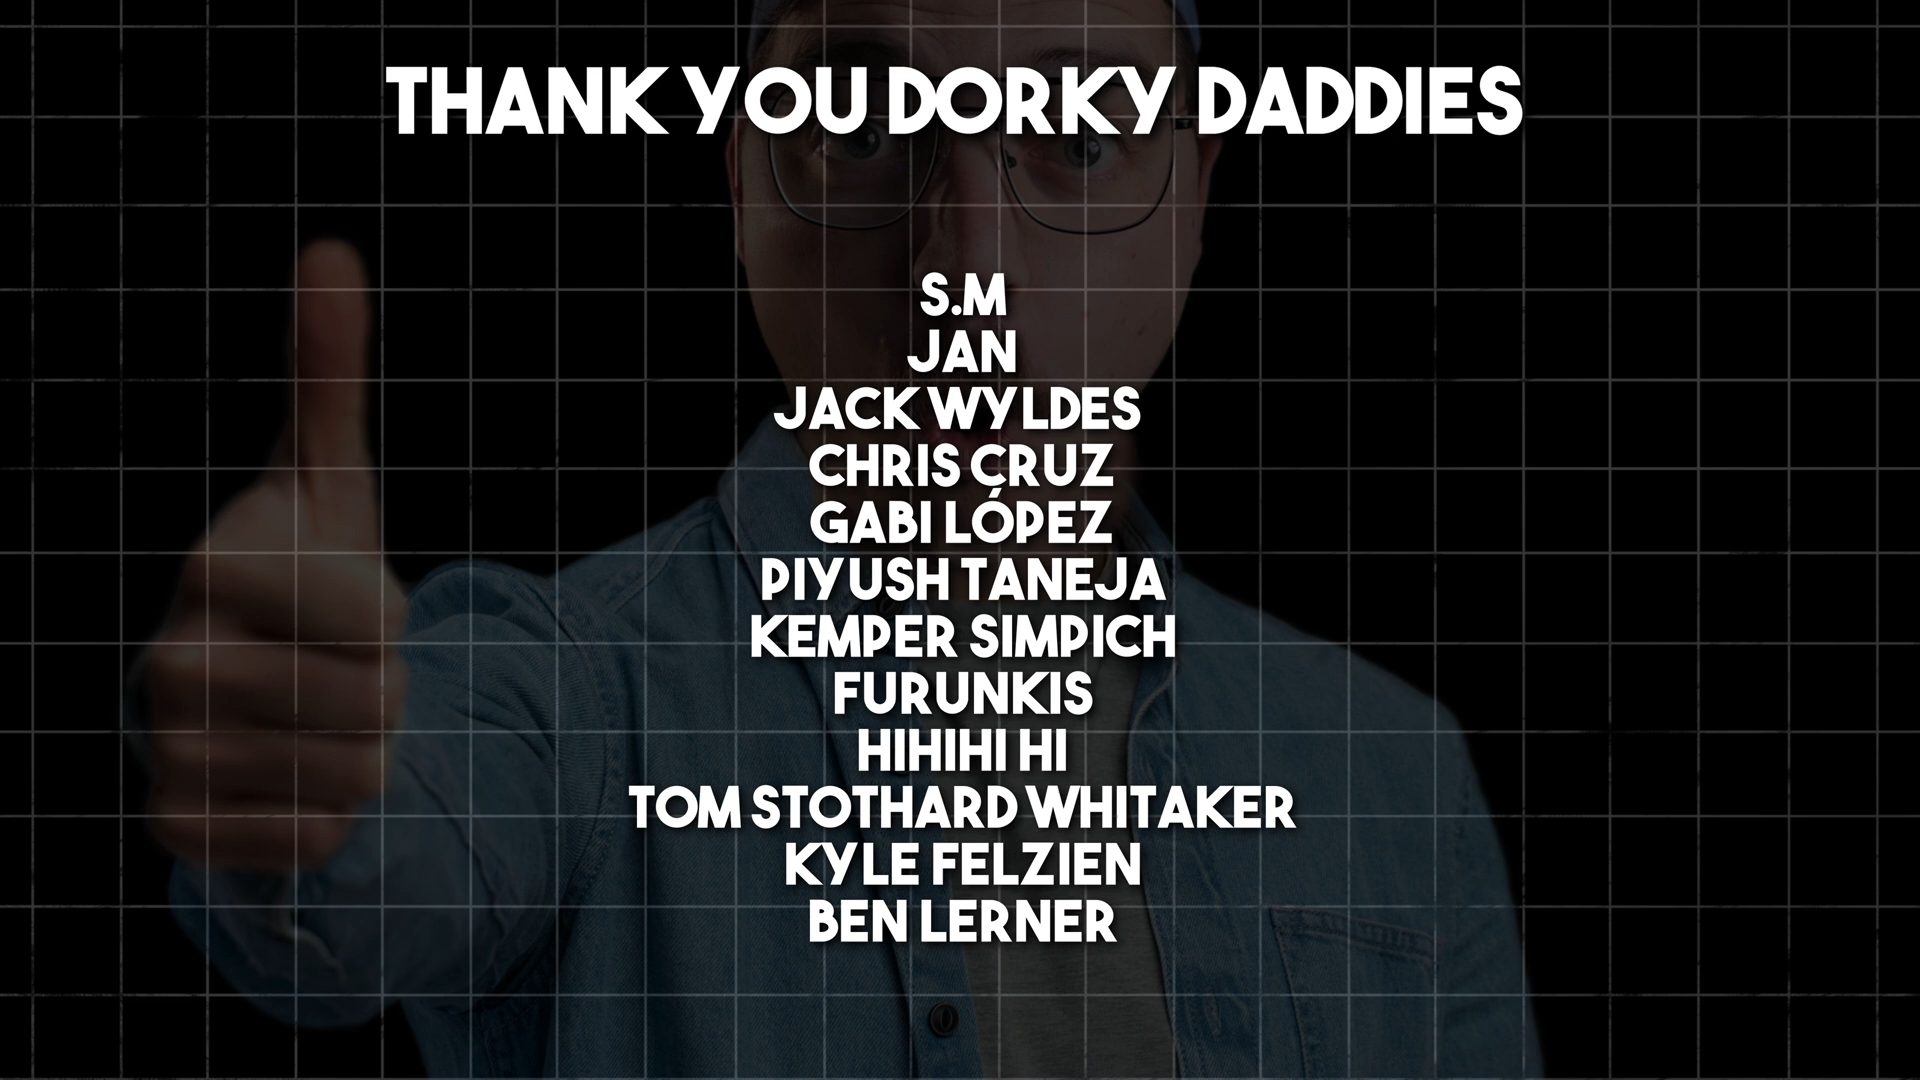 THANK YOU DORKY DADDIES
S.M
JAN
JACK WYLDES
CHRIS CRUZ
GABI LÓPEZ
PIYUSH TANEJA
KEMPER SIMPICH
FURUNKIS
HIHIHI HI
TOM STOTHARD WHITAKER
KYLE FELZIEN
BEN LERNER